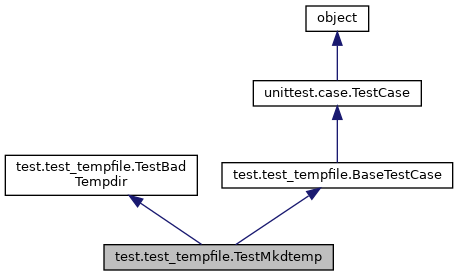 object
unittest.case.TestCase
test.test_tempfile.TestBad
Tempdir
test.test_tempfile.BaseTestCase
test.test_tempfile.TestMkdtemp